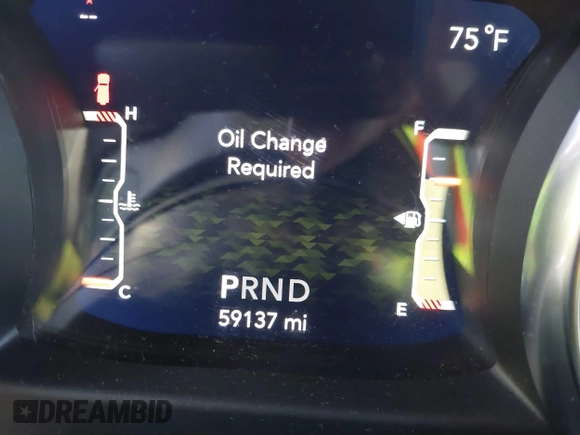 75°F
H
F
Oil Change
Required
C
E
PRND
59137 mi
DREAMBID